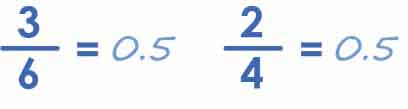 3/6 = 0.5 2/4 = 0.5